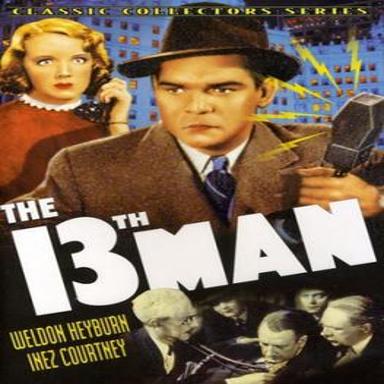 CLASSIC COLLECTORS SERIES
THE
13TH MAN
WELDON HEYBURN
INEZ COURTNEY